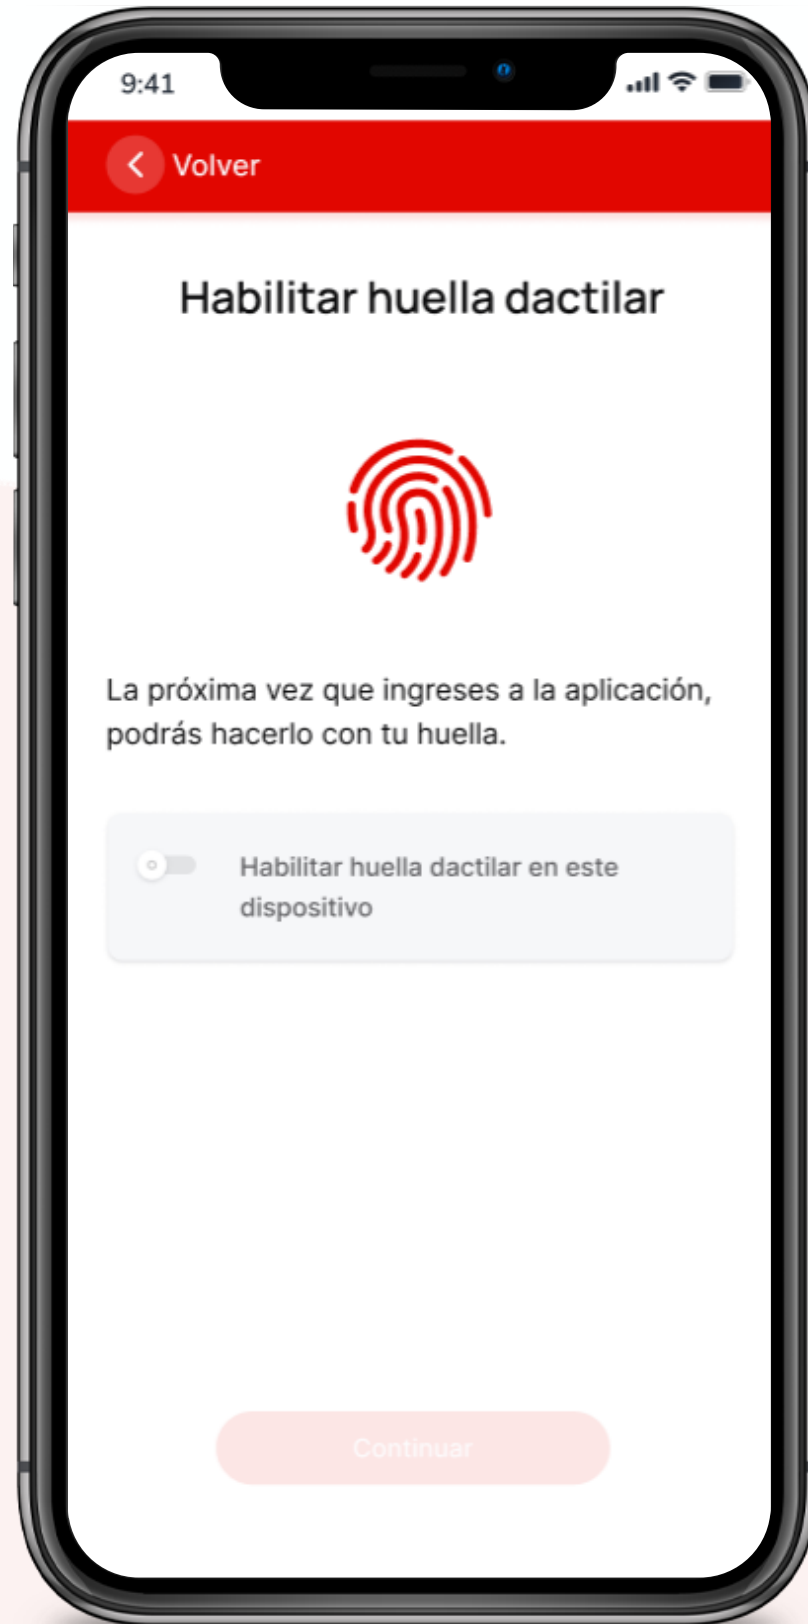 9:41
Volver
Habilitar huella dactilar
La próxima vez que ingreses a la aplicación,
podrás hacerlo con tu huella.
Habilitar huella dactilar en este
dispositivo
Continuar